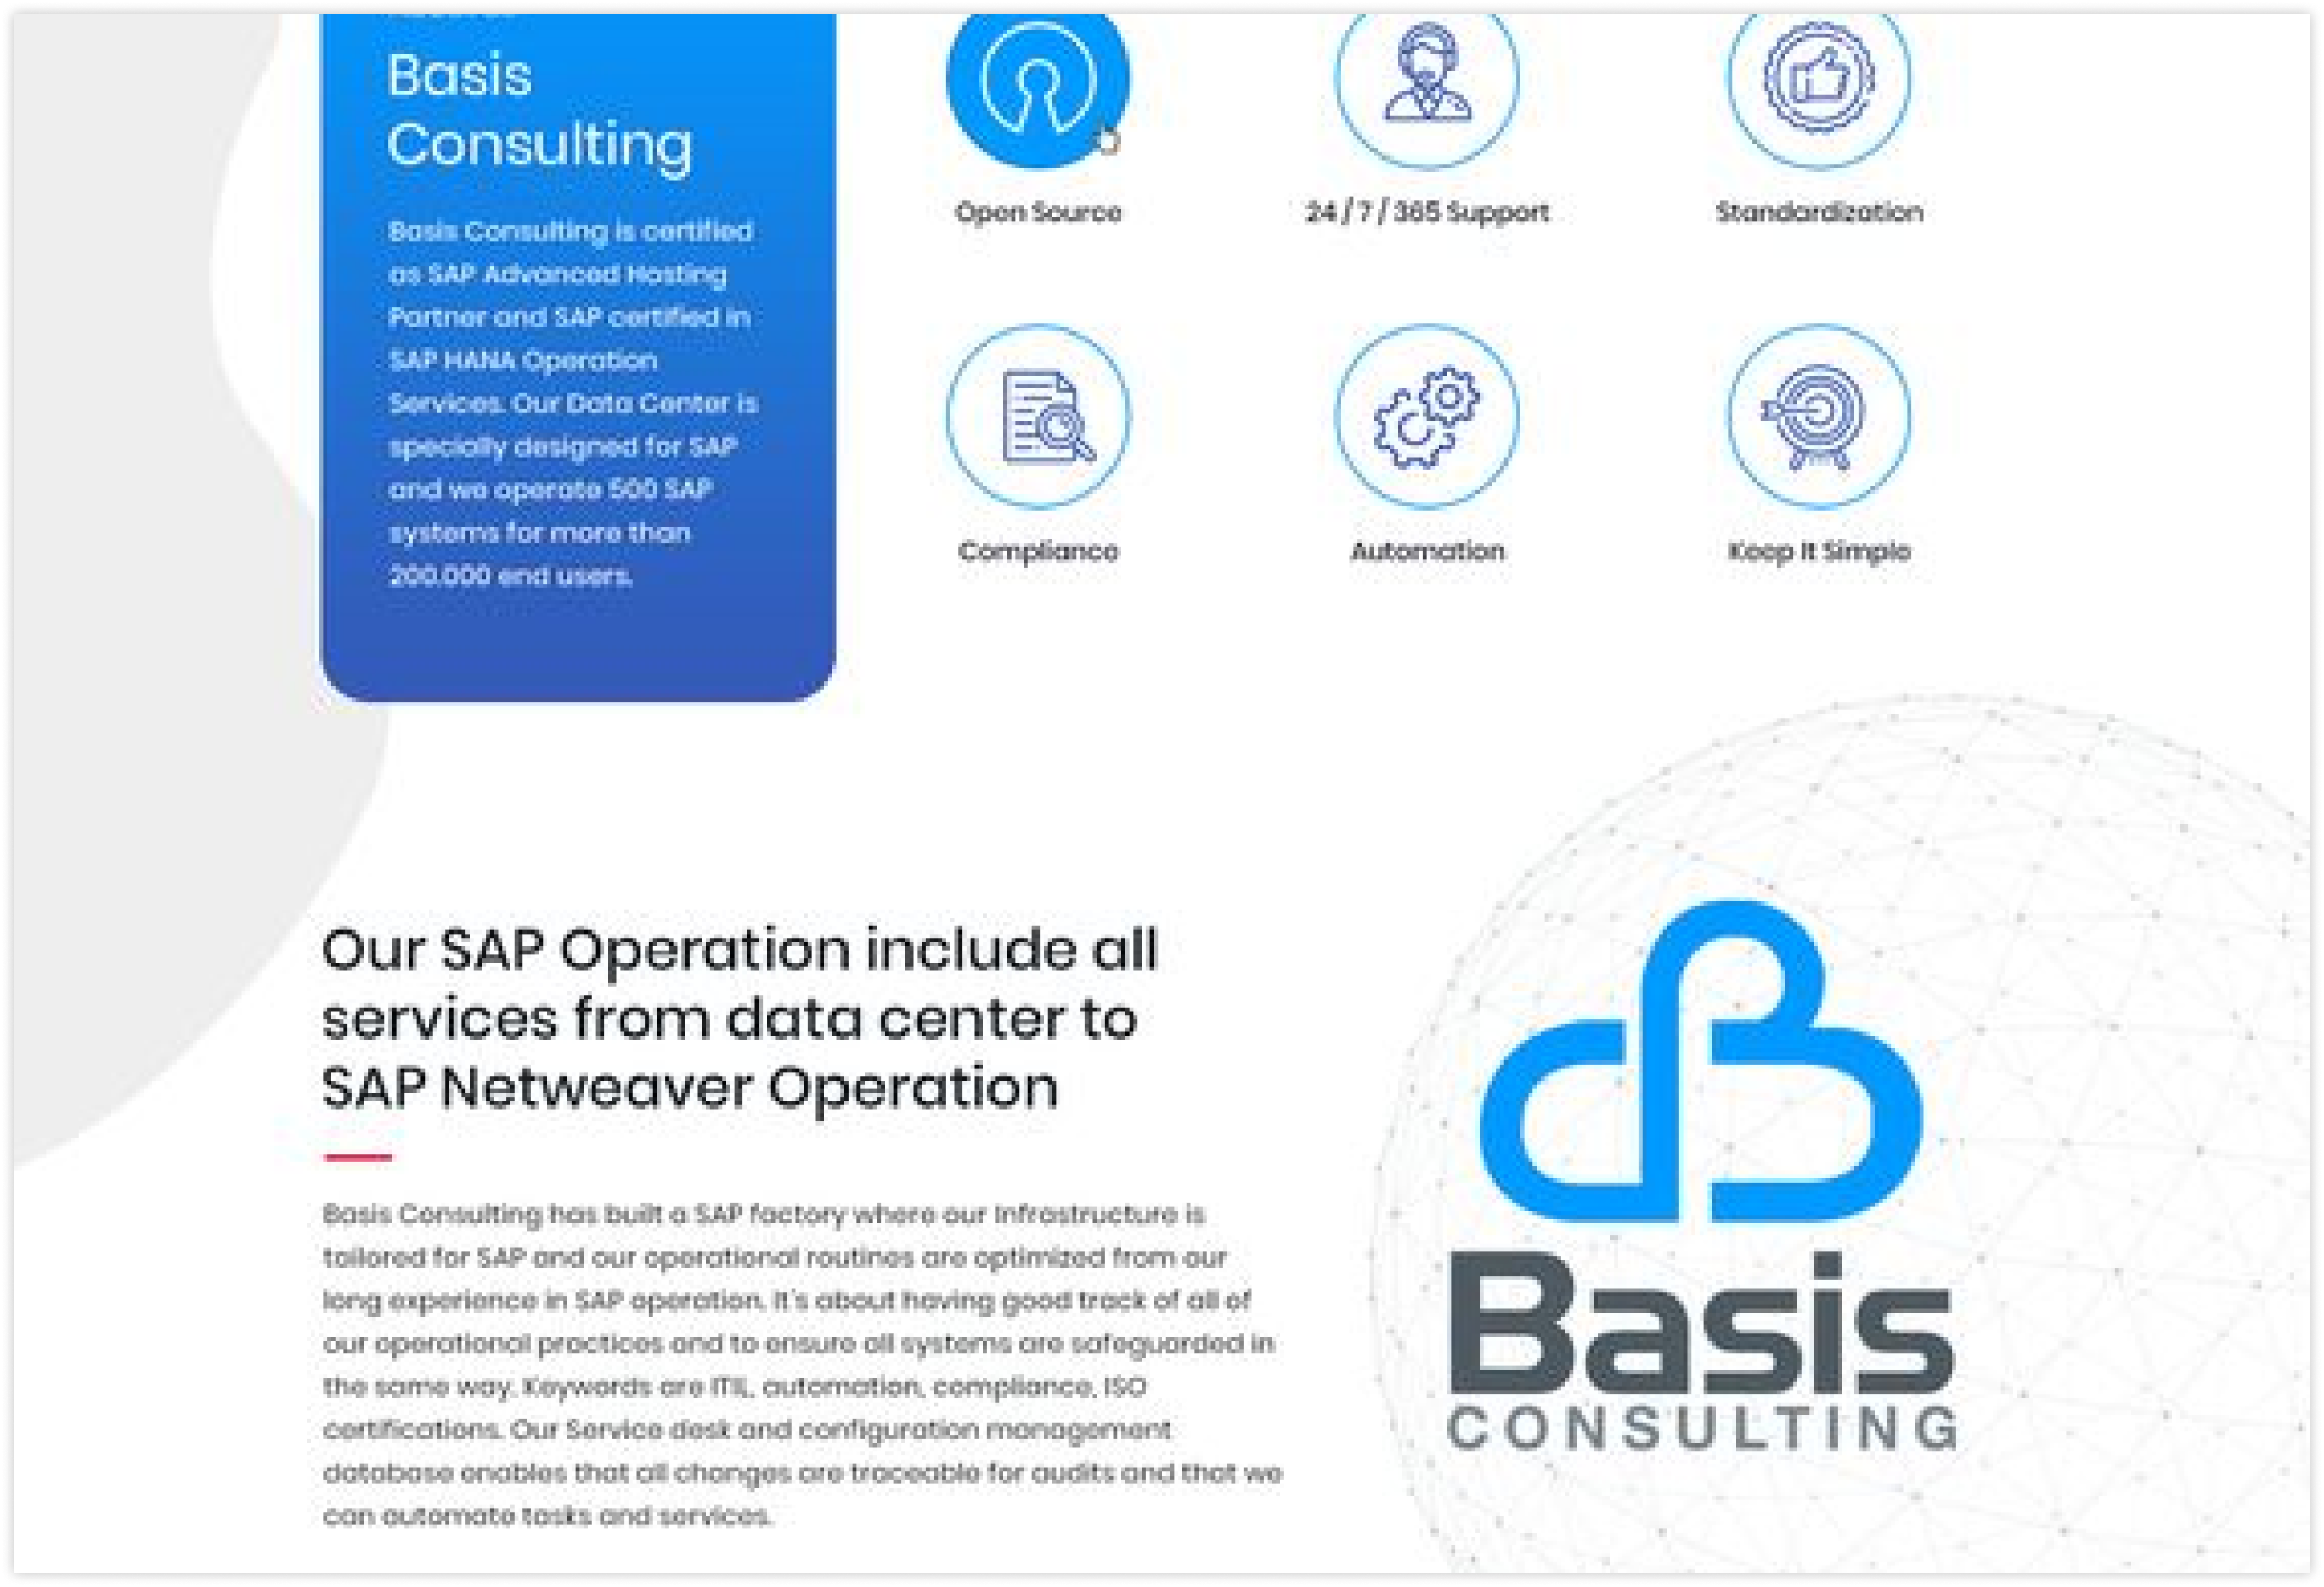 Basis
Consulting
Basis Consulting is certified
as SAP Advanced Hosting
Partner and SAP certified in
SAP HANA Operation
Services. Our Data Center is
specially designed for SAP
and we operate 500 SAP
systems for more than
200.000 end users.
Open Source
24 / 7 / 365 Support
Standardization
Compliance
Automation
Keep It Simple
Our SAP Operation include all
services from data center to
SAP Netweaver Operation
Basis Consulting has built a SAP factory where our Infrastructure is
tailored for SAP and our operational routines are optimized from our
long experience in SAP operation. It's about having good track of all of
our operational practices and to ensure all systems are safeguarded in
the same way. Keywords are ITIL, automation, compliance, ISO
certifications. Our Service desk and configuration management
database enables that all changes are traceable for audits and that we
can automate tasks and services.
Basis
CONSULTING